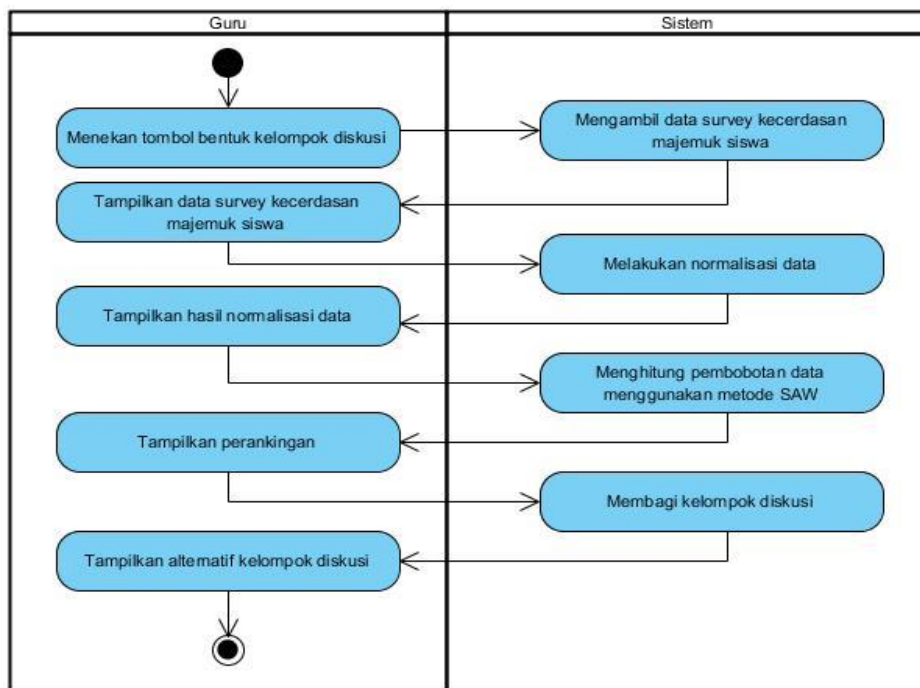 Guru
Sistem
Menekan tombol bentuk kelompok diskusi
Mengambil data survey kecerdasan
majemuk siswa
Tampilkan data survey kecerdasan
majemuk siswa
Melakukan normalisasi data
Tampilkan hasil normalisasi data
Menghitung pembobotan data
menggunakan metode SAW
Tampilkan perankingan
Membagi kelompok diskusi
Tampilkan alternatif kelompok diskusi